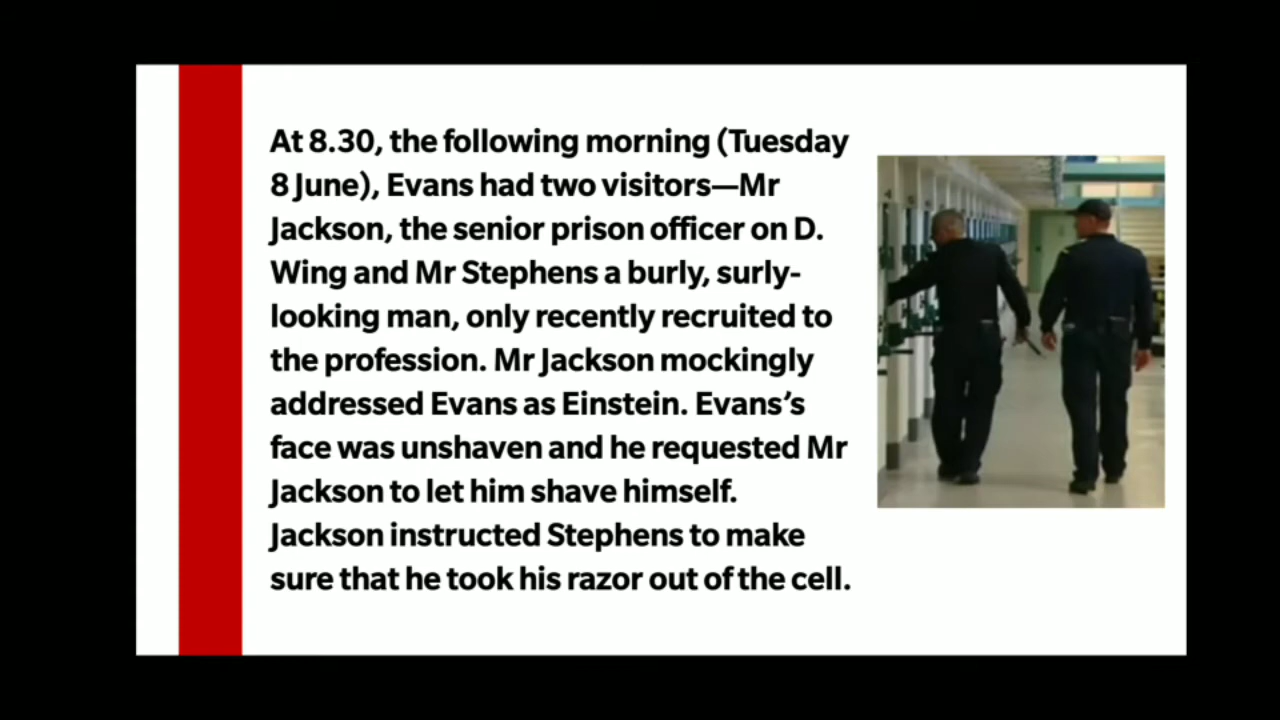 At 8.30, the following morning (Tuesday
8 June), Evans had two visitors—Mr
Jackson, the senior prison officer on D.
Wing and Mr Stephens a burly, surly-
looking man, only recently recruited to
the profession. Mr Jackson mockingly
addressed Evans as Einstein. Evans’s
face was unshaven and he requested Mr
Jackson to let him shave himself.
Jackson instructed Stephens to make
sure that he took his razor out of the cell.